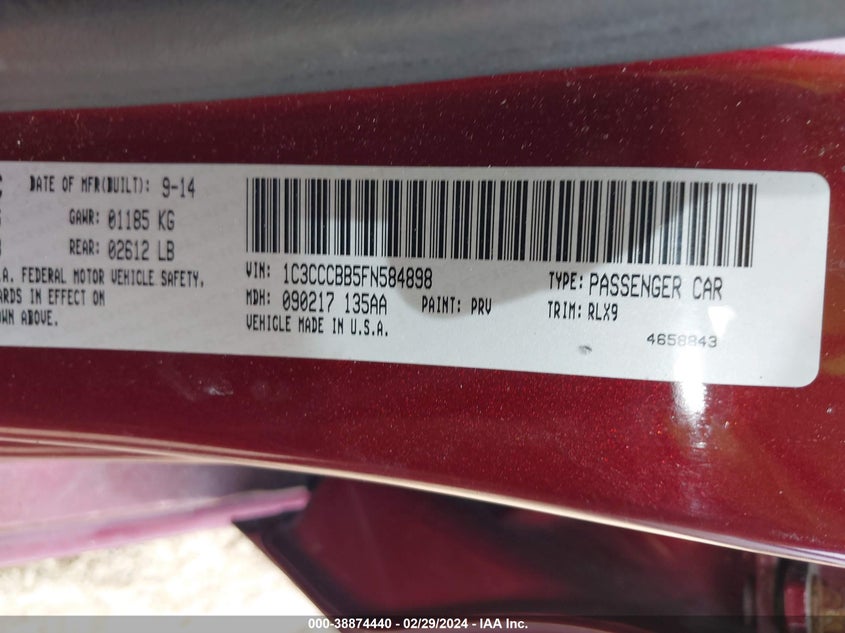 DATE OF MFR(BUILT): 9-14
GAWR: 01185 KG
REAR: 02612 LB
.A. FEDERAL MOTOR VEHICLE SAFETY,
ARDS IN EFFECT ON
OWN ABOVE.
VIN: 1C3CCCBB5FN584898
TYPE: PASSENGER CAR
MDH: 090217 135AA
PAINT: PRV
TRIM: RLX9
VEHICLE MADE IN U.S.A.
4658843
000-38874440 - 02/29/2024 - IAA Inc.